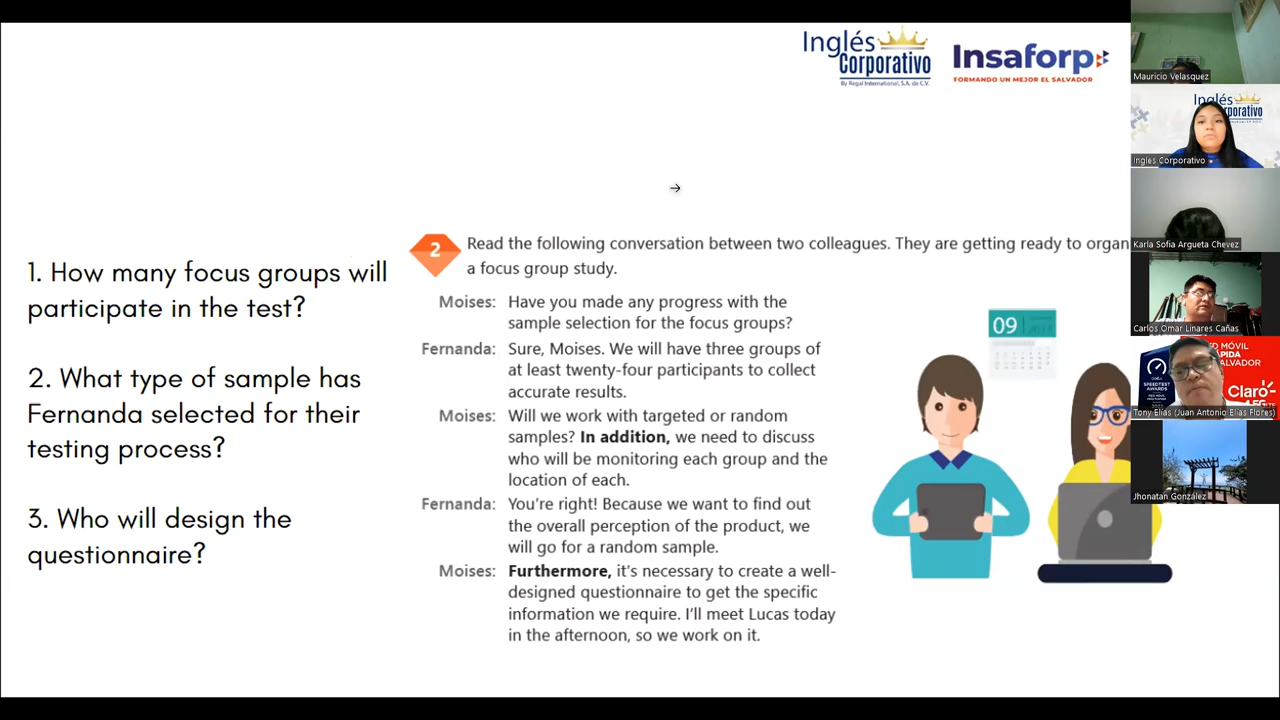 Inglés
Corporativo
By Regal International, S.A. de C.V.
Insaforp
FORMANDO UN MEJOR EL SALVADOR
1. How many focus groups will
participate in the test?
2. What type of sample has
Fernanda selected for their
testing process?
3. Who will design the
questionnaire?
2
Read the following conversation between two colleagues. They are getting ready to organ
a focus group study.
Moises: Have you made any progress with the
sample selection for the focus groups?
Fernanda: Sure, Moises. We will have three groups of
at least twenty-four participants to collect
accurate results.
Moises: Will we work with targeted or random
samples? In addition, we need to discuss
who will be monitoring each group and the
location of each.
Fernanda: You're right! Because we want to find out
the overall perception of the product, we
will go for a random sample.
Moises: Furthermore, it's necessary to create a well-
designed questionnaire to get the specific
information we require. I'll meet Lucas today
in the afternoon, so we work on it.
09
Mauricio Velasquez
Inglés
Ingles Corporativo
Karla Sofia Argueta Chevez
Carlos Omar Linares Cañas
SPEEDTEST
AWARDS
Claro
Tony Elías (Juan Antonio Elias Flores)
Jhonatan González